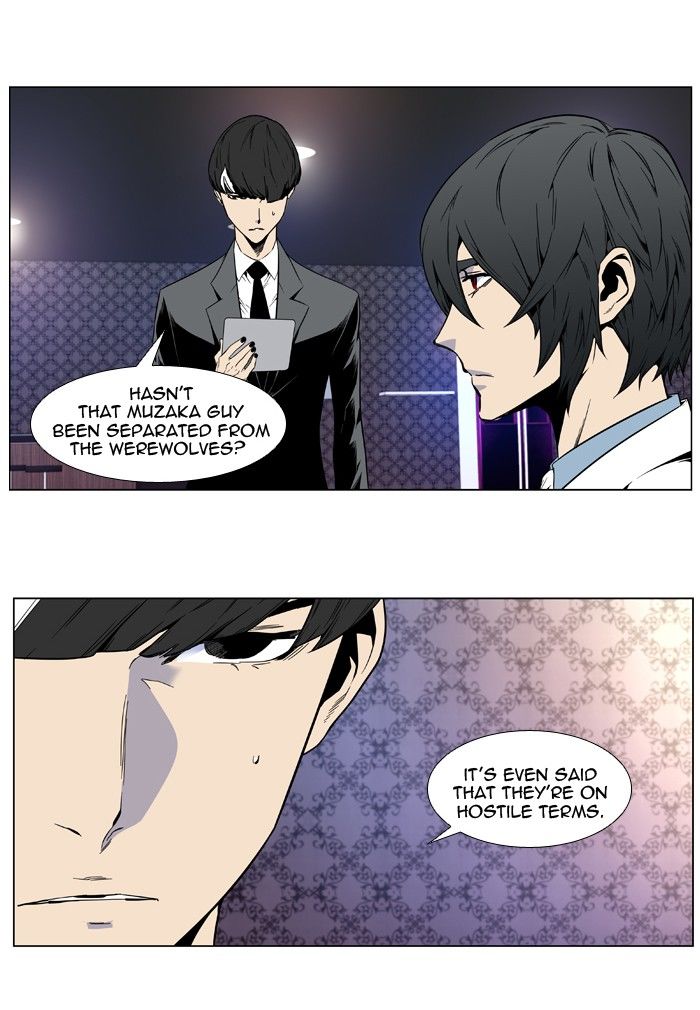 HASN'T
THAT MUZAKA GUY
BEEN SEPARATED FROM
THE WEREWOLVES?
IT'S EVEN SAID
THAT THEY'RE ON
HOSTILE TERMS.